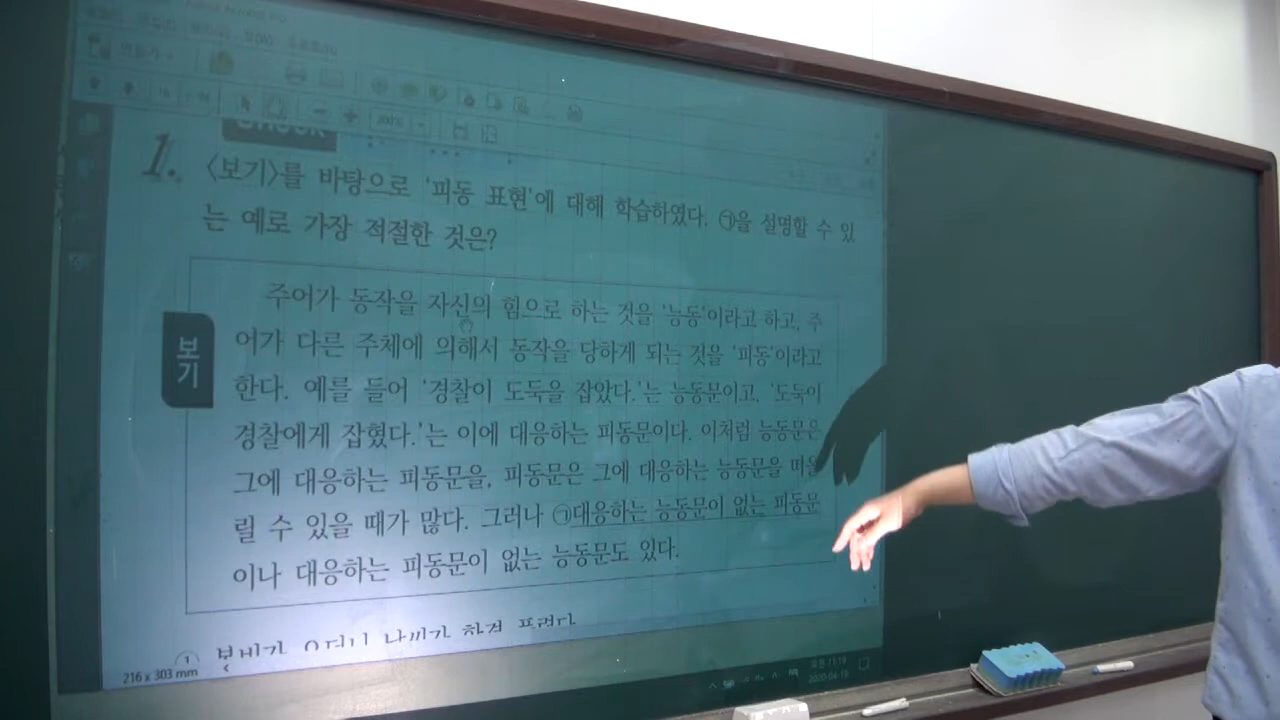 CHECK
1. 〈보기〉를 바탕으로 '피동 표현'에 대해 학습하였다. ㉠을 설명할 수 있
는 예로 가장 적절한 것은?
보기
주어가 동작을 자신의 힘으로 하는 것을 '능동'이라고 하고, 주
어가 다른 주체에 의해서 동작을 당하게 되는 것을 '피동'이라고
한다. 예를 들어 '경찰이 도둑을 잡았다.'는 능동문이고, '도둑이
경찰에게 잡혔다.'는 이에 대응하는 피동문이다. 이처럼 능동문은
그에 대응하는 피동문을, 피동문은 그에 대응하는 능동문을 떠올
릴 수 있을 때가 많다. 그러나 ㉠대응하는 능동문이 없는 피동문
이나 대응하는 피동문이 없는 능동문도 있다.
①
216 x 303 mm
오전 11:19